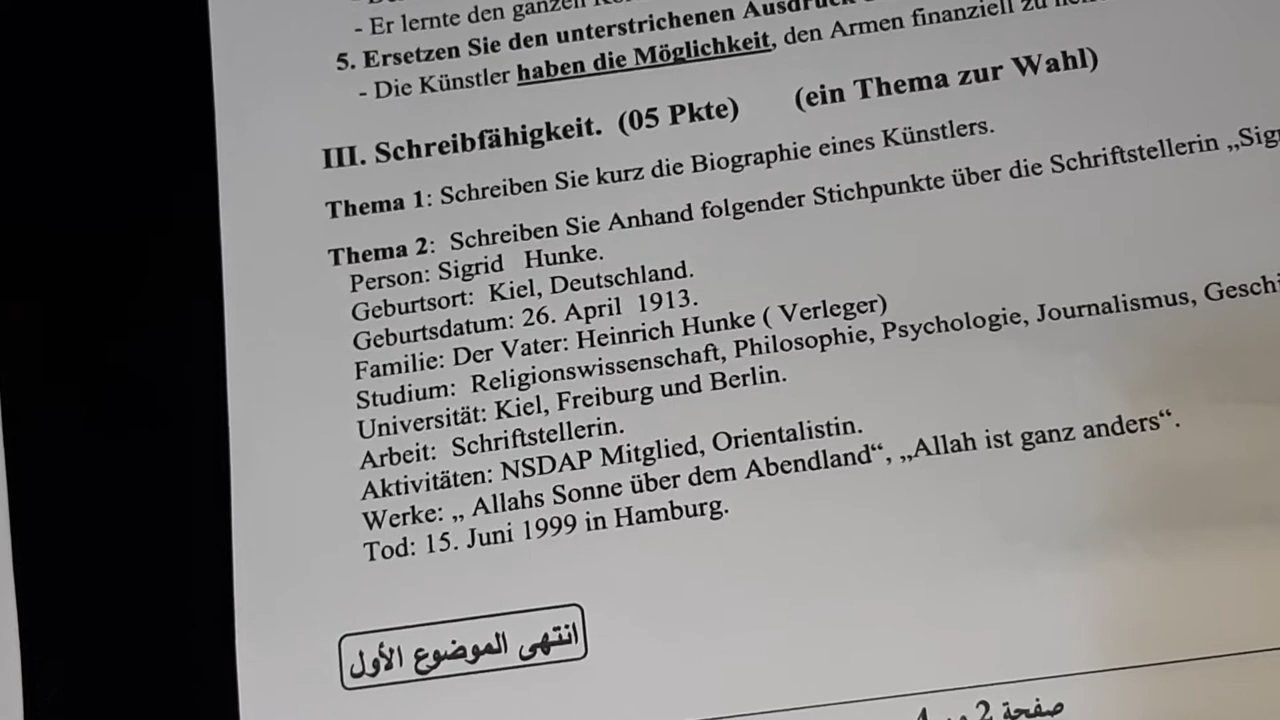 - Er lernte den ganzen
5. Ersetzen Sie den unterstrichenen Ausdruck
- Die Künstler haben die Möglichkeit, den Armen finanziell zu
III. Schreibfähigkeit. (05 Pkte) (ein Thema zur Wahl)
Thema 1: Schreiben Sie kurz die Biographie eines Künstlers.
Thema 2: Schreiben Sie Anhand folgender Stichpunkte über die Schriftstellerin „Sig
Person: Sigrid Hunke.
Geburtsort: Kiel, Deutschland.
Geburtsdatum: 26. April 1913.
Familie: Der Vater: Heinrich Hunke ( Verleger)
Studium: Religionswissenschaft, Philosophie, Psychologie, Journalismus, Geschi
Universität: Kiel, Freiburg und Berlin.
Arbeit: Schriftstellerin.
Aktivitäten: NSDAP Mitglied, Orientalistin.
Werke: „ Allahs Sonne über dem Abendland“, „Allah ist ganz anders“.
Tod: 15. Juni 1999 in Hamburg.
انتهى الموضوع الأول
صفحة 2 من 4